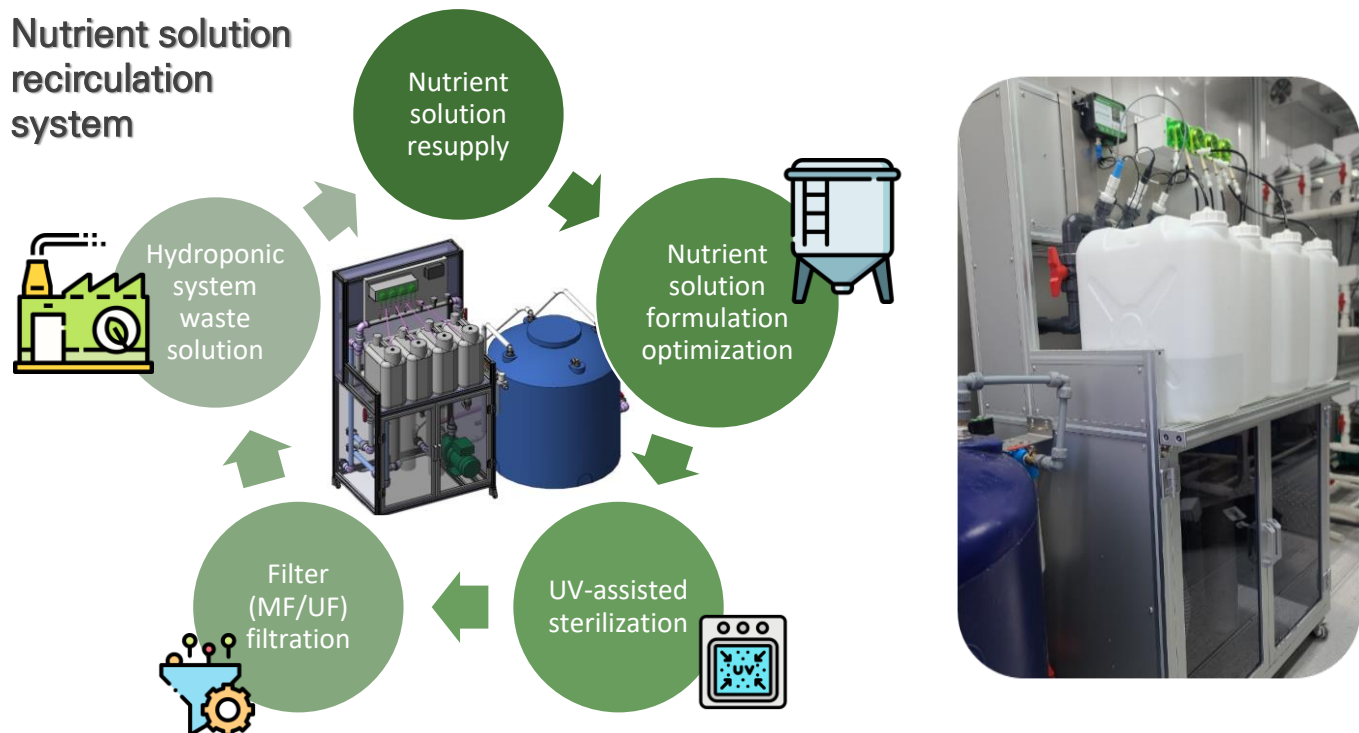 Nutrient solution
recirculation
system
Nutrient
solution
resupply
Nutrient
solution
formulation
optimization
UV-assisted
sterilization
UV
Filter
(MF/UF)
filtration
Hydroponic
system
waste
solution